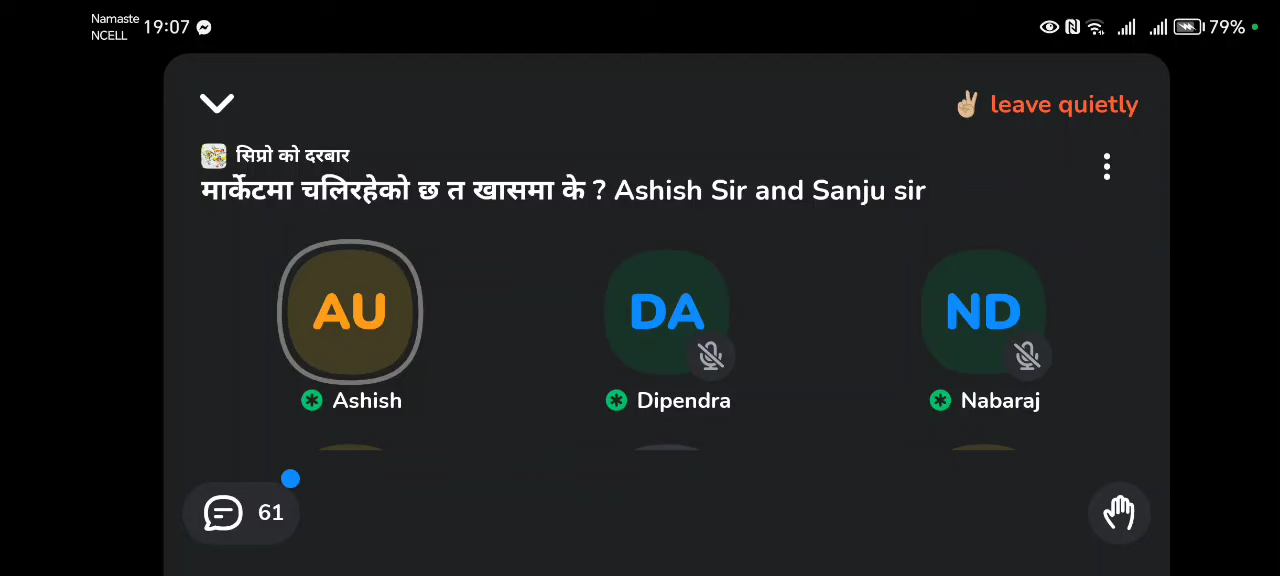 Namaste
NCELL
19:07
79%
✌🏼 leave quietly
सिप्रो को दरबार
मार्केटमा चलिरहेको छ त खासमा के ? Ashish Sir and Sanju sir
AU
DA
ND
Ashish
Dipendra
Nabaraj
61